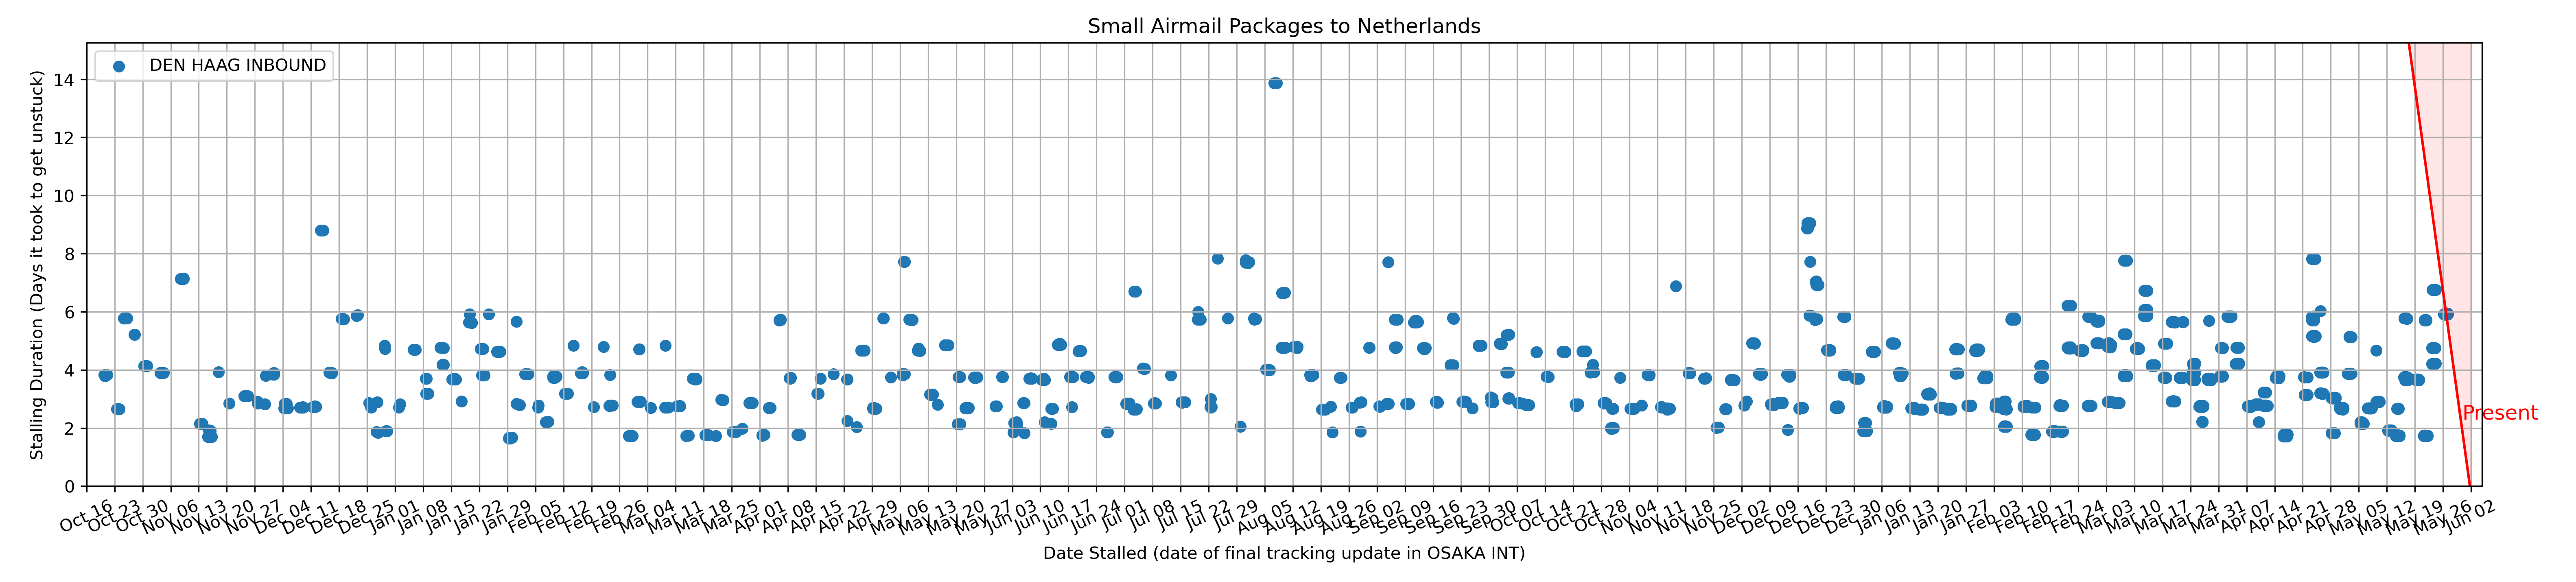 Small Airmail Packages to Netherlands
DEN HAAG INBOUND
Stalling Duration (Days it took to get unstuck)
14
12
10
8
6
4
2
0
Present
Oct 16 Oct 23 Oct 30 Nov 06 Nov 13 Nov 20 Nov 27 Dec 04 Dec 11 Dec 18 Dec 25 Jan 01 Jan 08 Jan 15 Jan 22 Jan 29 Feb 05 Feb 12 Feb 19 Feb 26 Mar 04 Mar 11 Mar 18 Mar 25 Apr 01 Apr 08 Apr 15 Apr 22 Apr 29 May 06 May 13 May 20 May 27 Jun 03 Jun 10 Jun 17 Jun 24 Jul 01 Jul 08 Jul 15 Jul 22 Jul 29 Aug 05 Aug 12 Aug 19 Aug 26 Sep 02 Sep 09 Sep 16 Sep 23 Sep 30 Oct 07 Oct 14 Oct 21 Oct 28 Nov 04 Nov 11 Nov 18 Nov 25 Dec 02 Dec 09 Dec 16 Dec 23 Dec 30 Jan 06 Jan 13 Jan 20 Jan 27 Feb 03 Feb 10 Feb 17 Feb 24 Mar 03 Mar 10 Mar 17 Mar 24 Mar 31 Apr 07 Apr 14 Apr 21 Apr 28 May 05 May 12 May 19 May 26 Jun 02
Date Stalled (date of final tracking update in OSAKA INT)